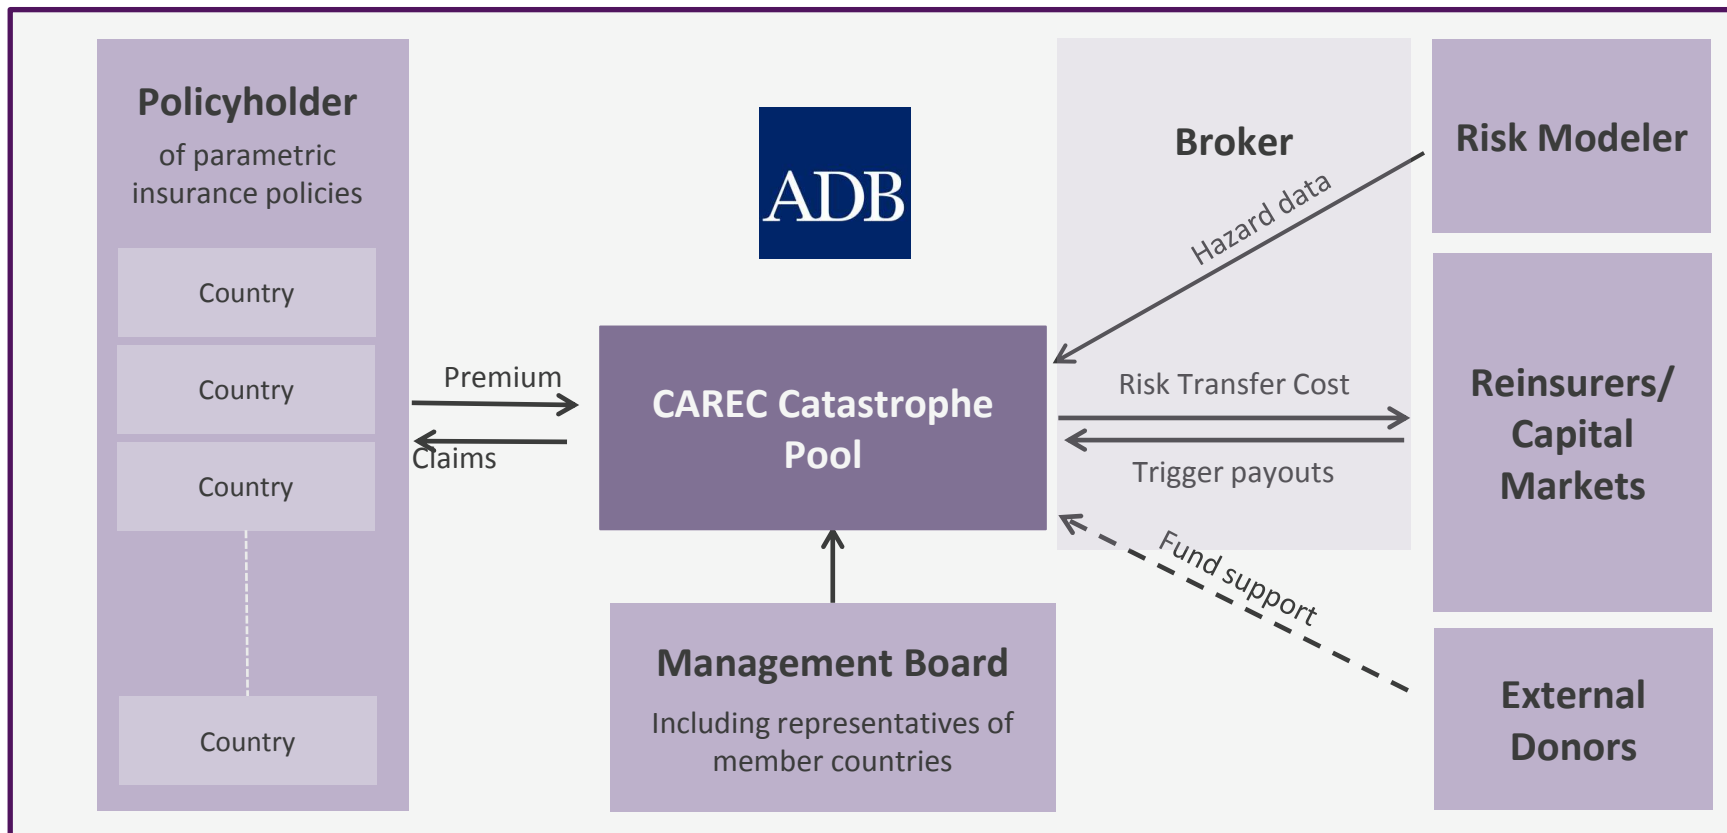 Policyholder
of parametric
insurance policies
Country
Country
Country
Country
Premium
Claims
ADB
CAREC Catastrophe
Pool
Management Board
Including representatives of
member countries
Broker
Hazard data
Risk Transfer Cost
Trigger payouts
Fund support
Risk Modeler
Reinsurers/
Capital
Markets
External
Donors